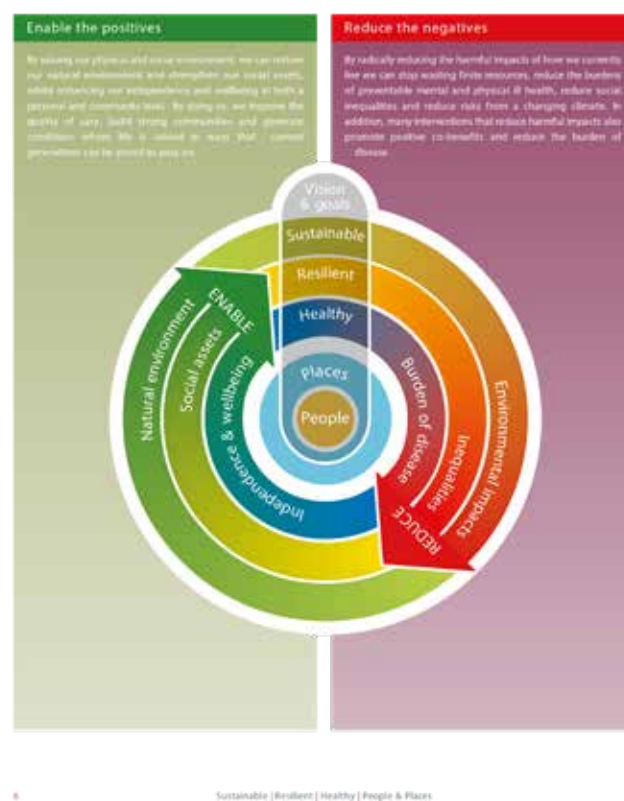 Enable the positives
By valuing our physical and social environment, we can restore
our natural environment and strengthen our social assets,
whilst enhancing our independence and wellbeing at both a
personal and community level. By doing so, we improve the
quality of care, build strong communities and generate
conditions where life is valued in ways that current
generations can be proud to pass on.
Reduce the negatives
By radically reducing the harmful impacts of how we currently
live we can stop wasting finite resources, reduce the burdens
of preventable mental and physical ill health, reduce social
inequalities and reduce risks from a changing climate. In
addition, many interventions that reduce harmful impacts also
promote positive co-benefits and reduce the burden of
disease.
Vision
& goals
Sustainable
Resilient
Healthy
Places
People
ENABLE
Natural environment
Social assets
Independence & wellbeing
Burden of disease
Inequalities
Environmental impacts
REDUCE
6
Sustainable | Resilient | Healthy | People & Places